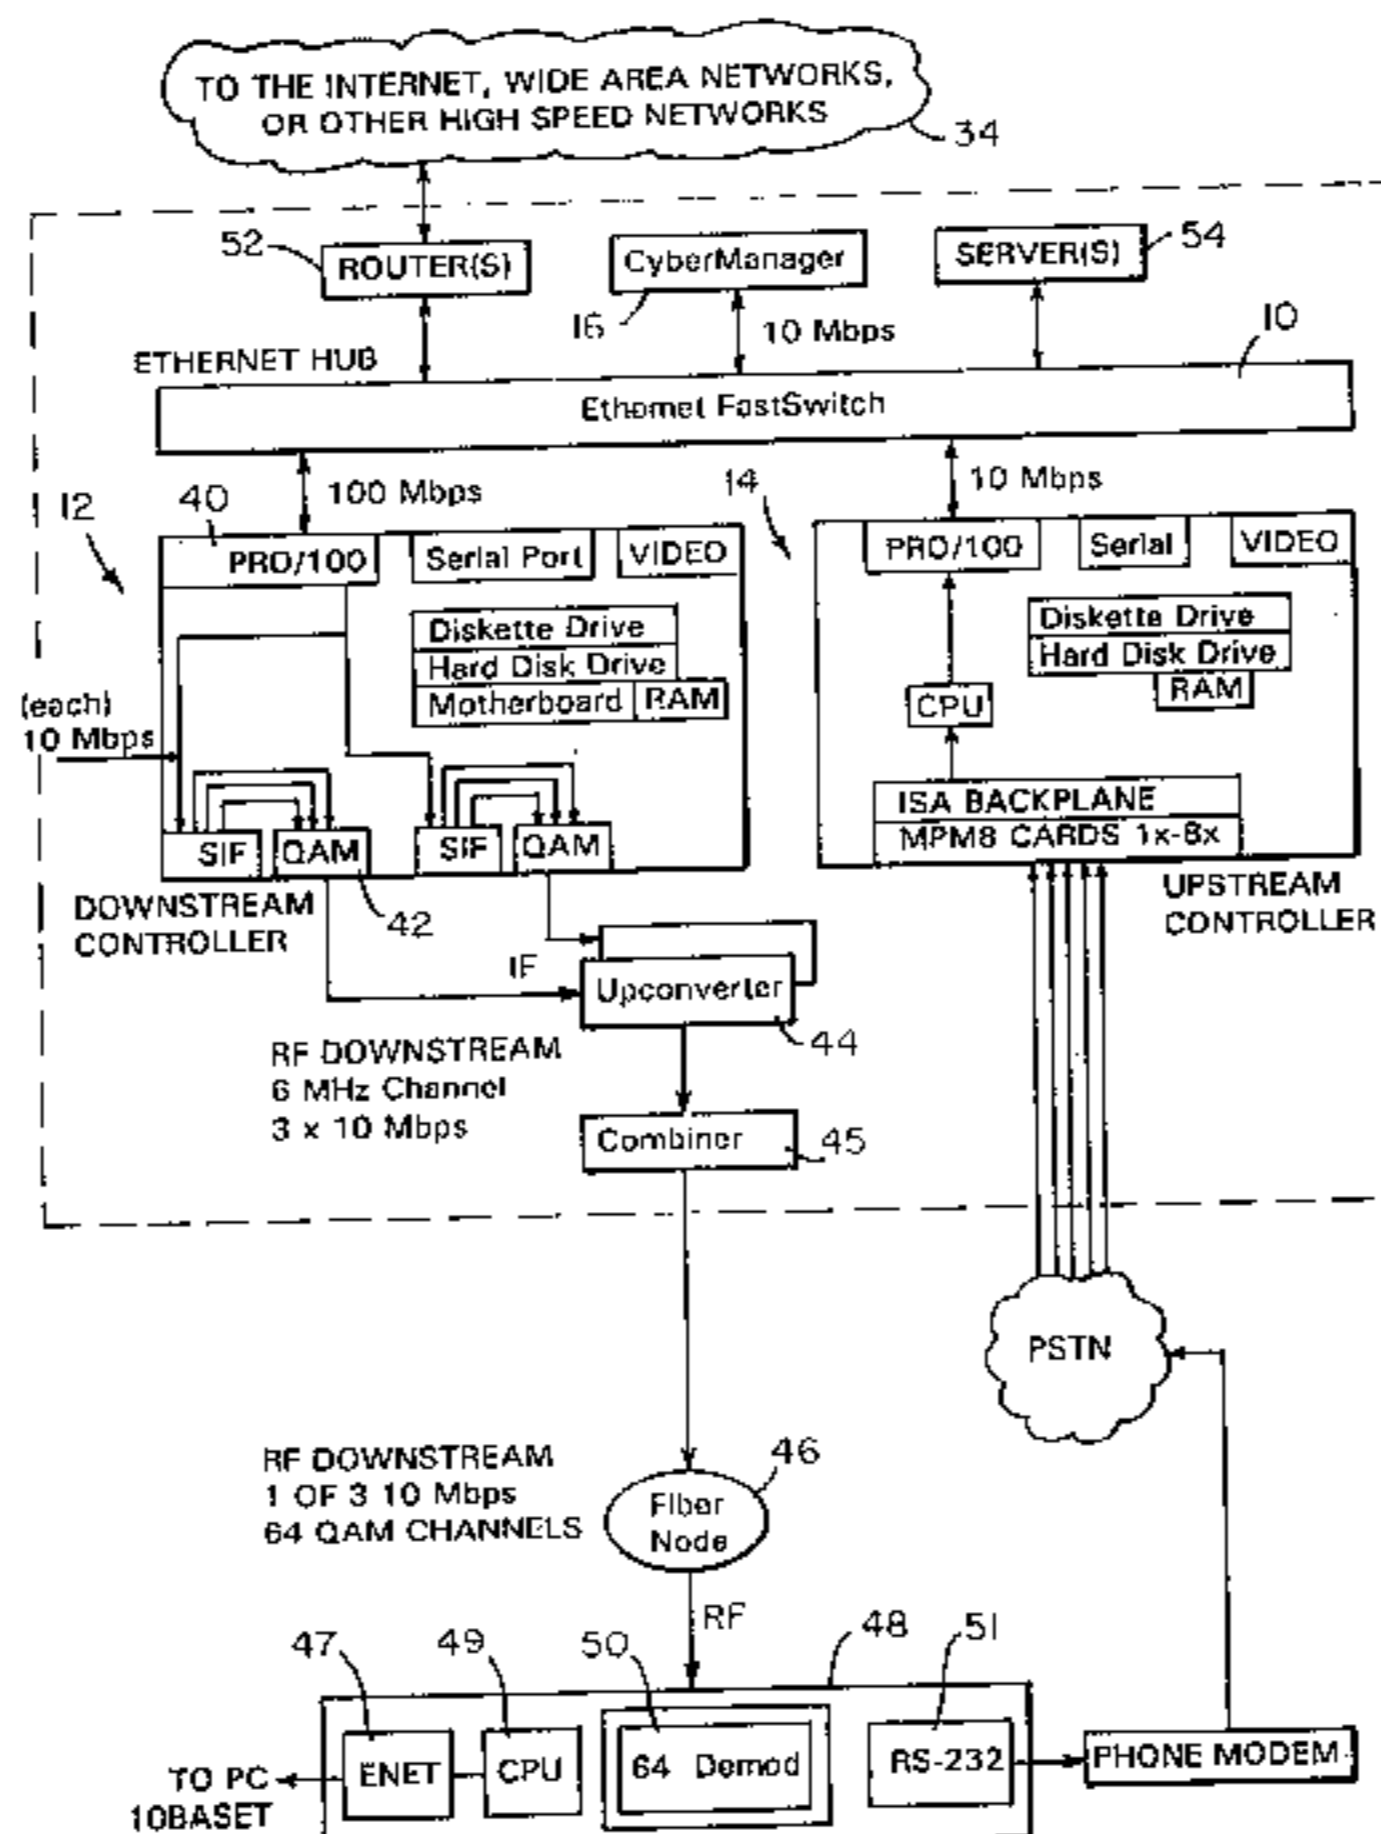 TO THE INTERNET, WIDE AREA NETWORKS,
OR OTHER HIGH SPEED NETWORKS
34
52
ROUTER(S)
CyberManager
SERVER(S)
54
16
10 Mbps
10
ETHERNET HUB
Ethernet FastSwitch
12
40
100 Mbps
14
10 Mbps
PRO/100
Serial Port
VIDEO
PRO/100
Serial
VIDEO
Diskette Drive
Hard Disk Drive
Motherboard
RAM
Diskette Drive
Hard Disk Drive
RAM
CPU
(each)
10 Mbps
ISA BACKPLANE
MPM8 CARDS 1x-8x
SIF
QAM
SIF
QAM
DOWNSTREAM
CONTROLLER
42
UPSTREAM
CONTROLLER
IF
Upconverter
44
RF DOWNSTREAM
6 MHz Channel
3 x 10 Mbps
Combiner
45
PSTN
RF DOWNSTREAM
1 OF 3 10 Mbps
64 QAM CHANNELS
46
Fiber
Node
RF
47
49
50
48
51
ENET
CPU
64 Demod
RS-232
PHONE MODEM
TO PC
10BASET